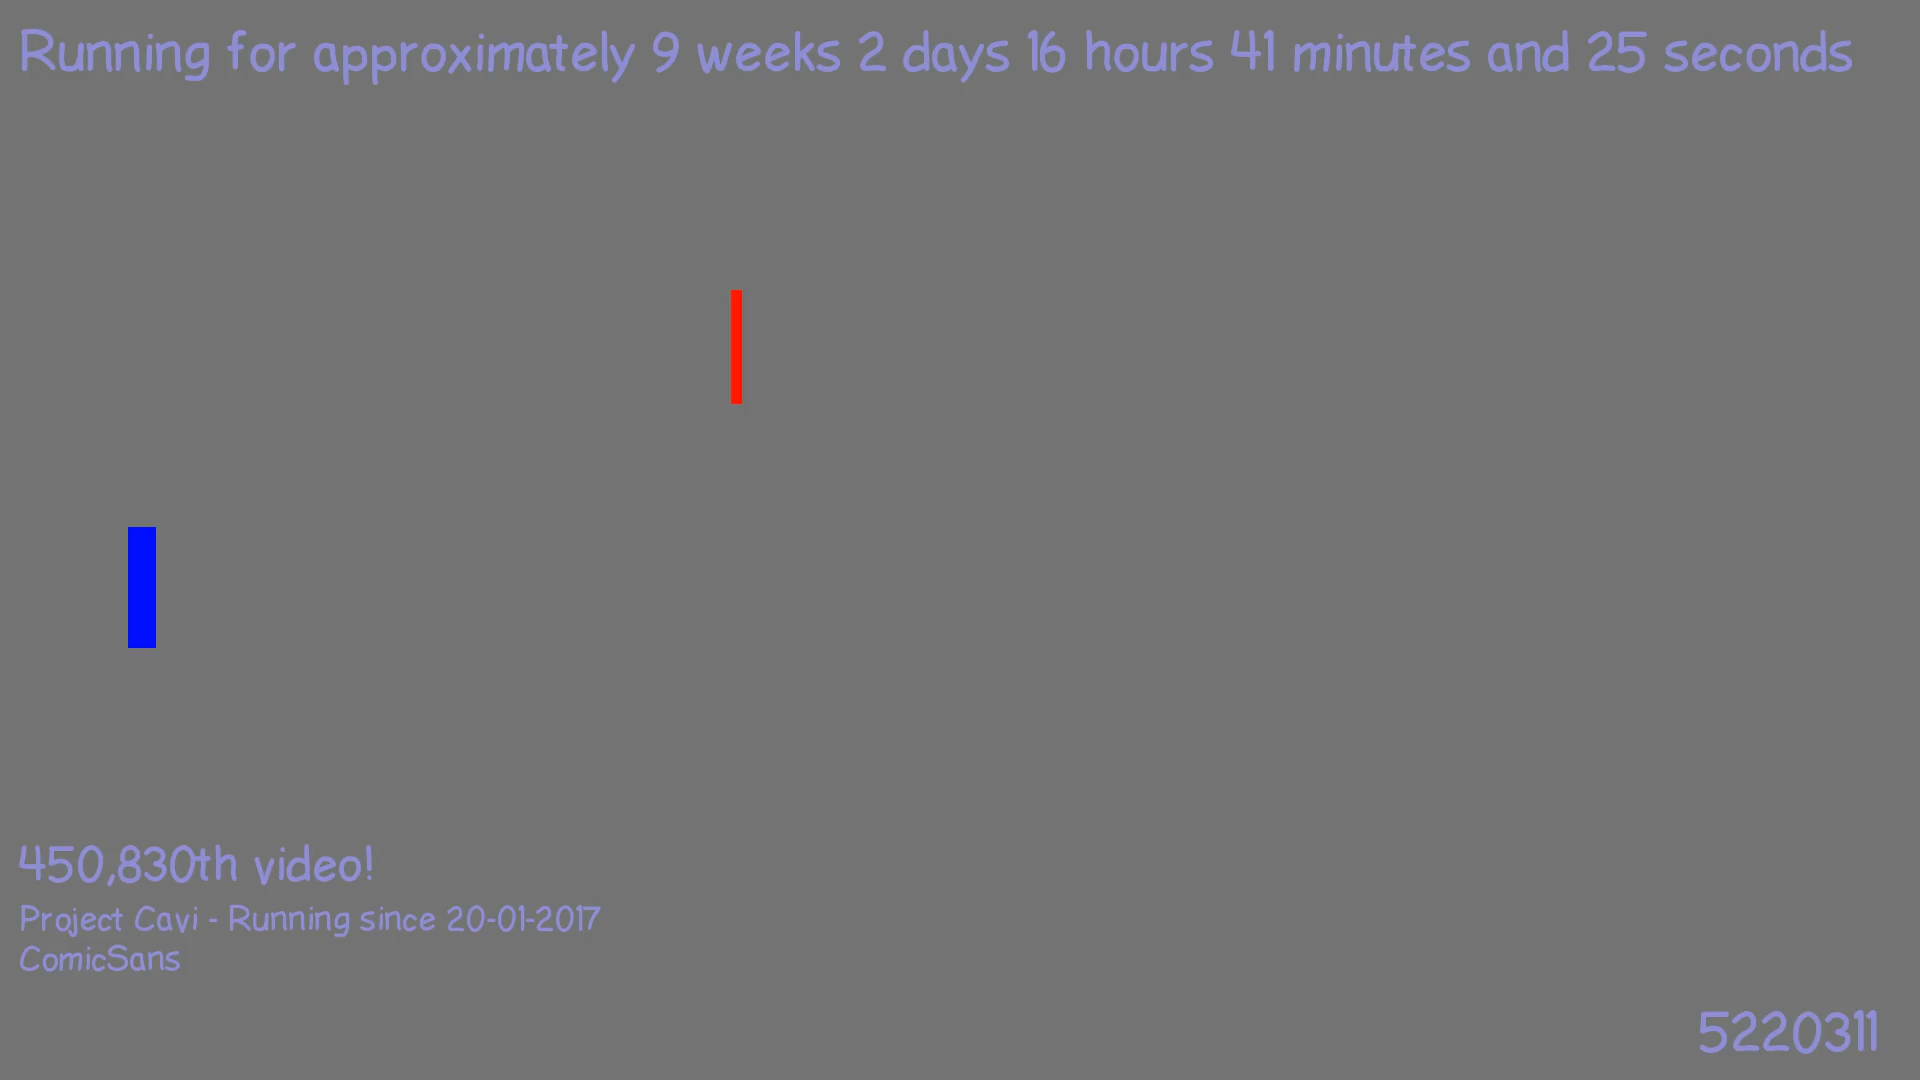 Running for approximately 9 weeks 2 days 16 hours 41 minutes and 25 seconds
450,830th video!
Project Cavi - Running since 20-01-2017
ComicSans
5220311